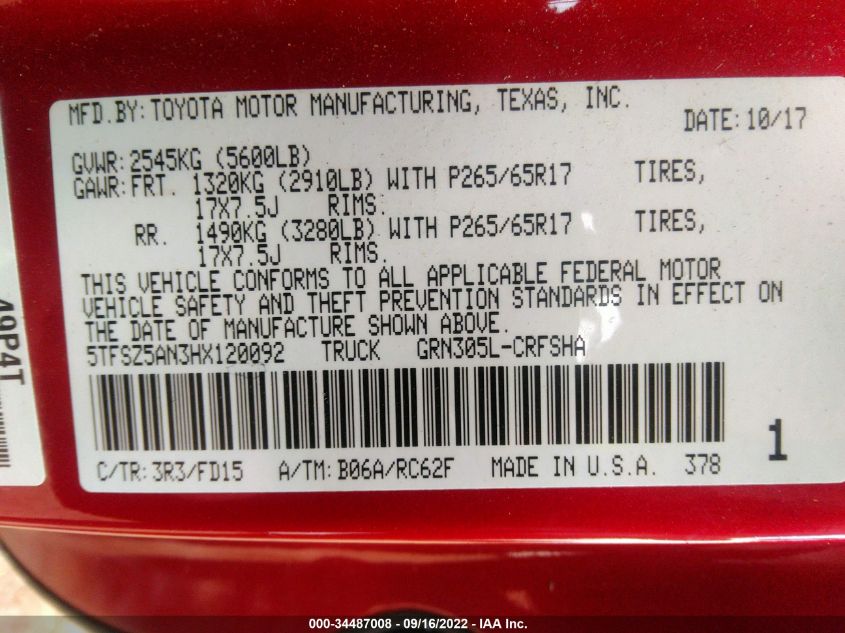 MFD.BY:TOYOTA MOTOR MANUFACTURING, TEXAS, INC.
DATE:10/17
GVWR:2545KG (5600LB)
GAWR:FRT. 1320KG (2910LB) WITH P265/65R17 TIRES,
17X7.5J RIMS.
RR. 1490KG (3280LB) WITH P265/65R17 TIRES,
17X7.5J RIMS.
THIS VEHICLE CONFORMS TO ALL APPLICABLE FEDERAL MOTOR
VEHICLE SAFETY AND THEFT PREVENTION STANDARDS IN EFFECT ON
THE DATE OF MANUFACTURE SHOWN ABOVE.
5TFSZ5AN3HX120092 TRUCK GRN305L-CRFSHA
1
C/TR:3R3/FD15 A/TM:B06A/RC62F MADE IN U.S.A. 378
49P4T
000-34487008 - 09/16/2022 - IAA Inc.